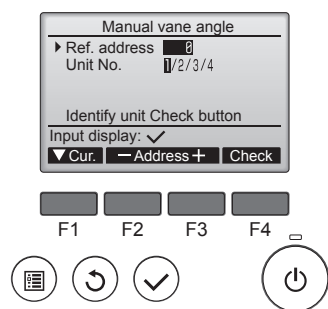 Manual vane angle
Ref. address 0
Unit No. 1/2/3/4
Identify unit Check button
Input display: ✓
▼Cur. −Address+ Check
F1 F2 F3 F4